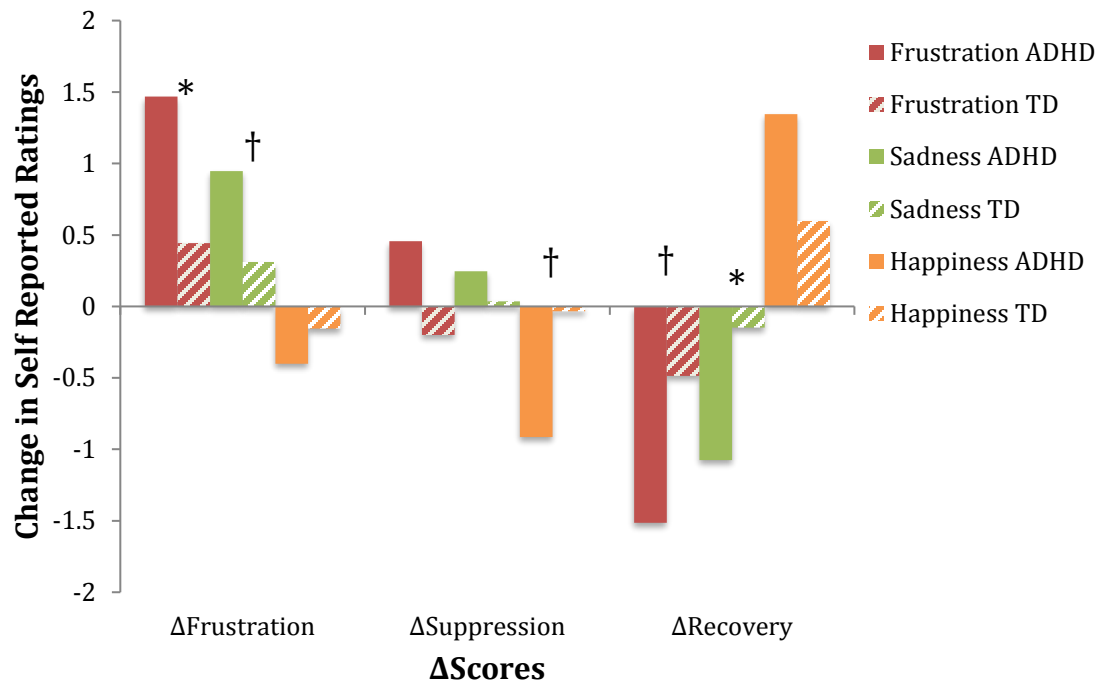 2
1.5
1
0.5
0
-0.5
-1
-1.5
-2
Change in Self Reported Ratings
*
†
†
†
*
ΔFrustration
ΔSuppression
ΔRecovery
ΔScores
Frustration ADHD
Frustration TD
Sadness ADHD
Sadness TD
Happiness ADHD
Happiness TD